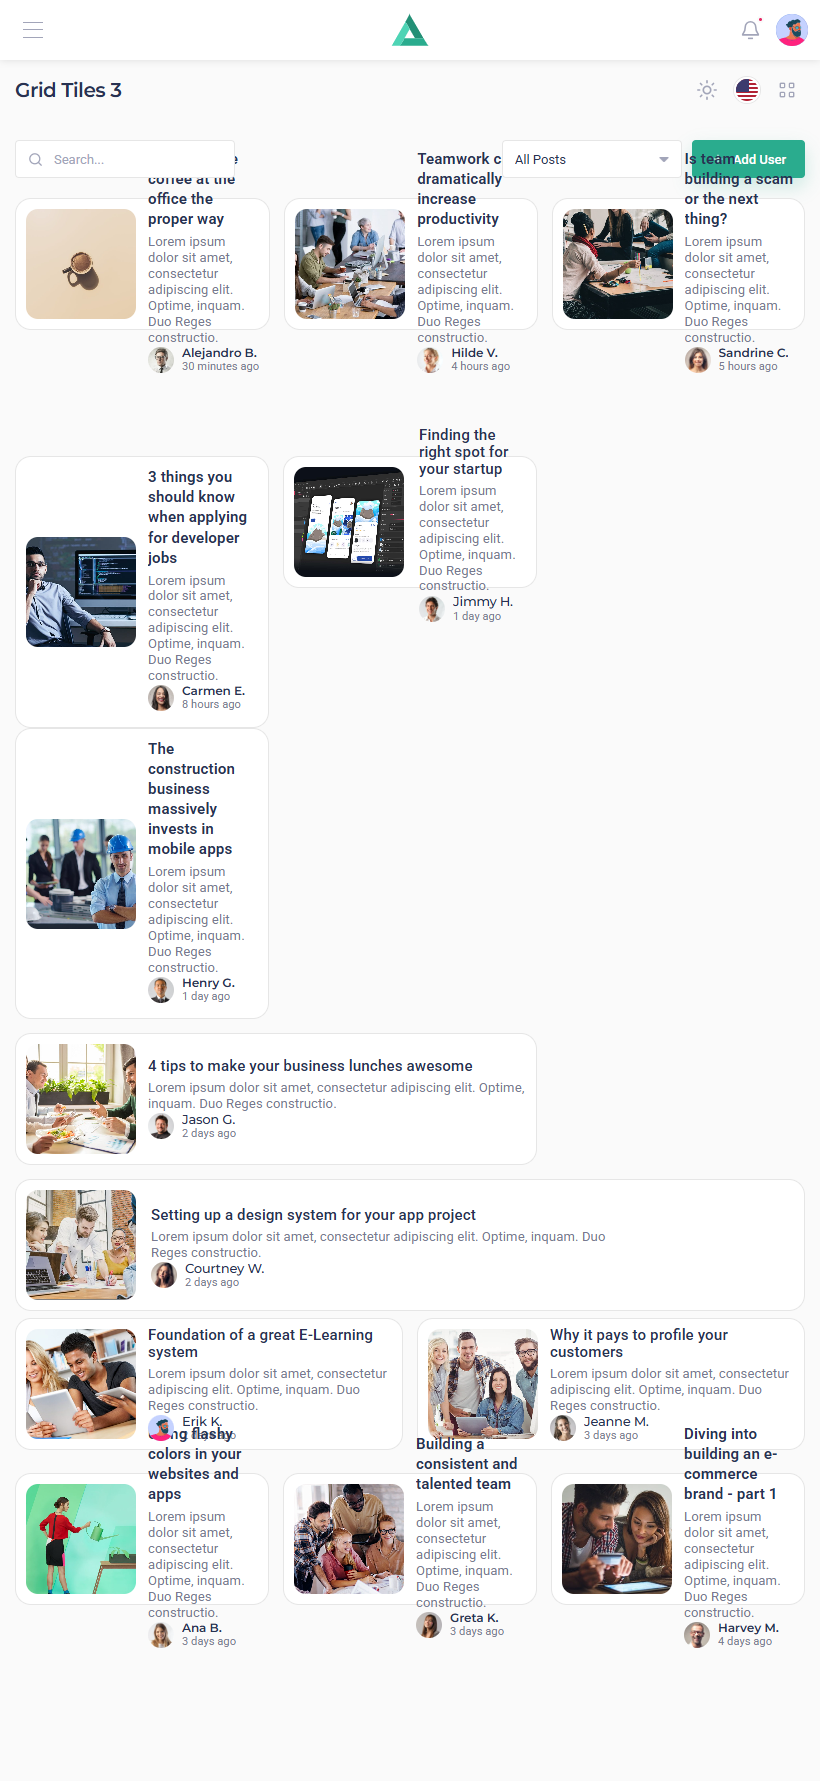 Grid Tiles 3
Search...
All Posts
Add User
coffee at the
office the
proper way
Lorem ipsum
dolor sit amet,
consectetur
adipiscing elit.
Optime, inquam.
Duo Reges
constructio.
Alejandro B.
30 minutes ago
Teamwork
dramatically
increase
productivity
Lorem ipsum
dolor sit amet,
consectetur
adipiscing elit.
Optime, inquam.
Duo Reges
constructio.
Hilde V.
4 hours ago
Is team
building a scam
or the next
thing?
Lorem ipsum
dolor sit amet,
consectetur
adipiscing elit.
Optime, inquam.
Duo Reges
constructio.
Sandrine C.
5 hours ago
3 things you
should know
when applying
for developer
jobs
Lorem ipsum
dolor sit amet,
consectetur
adipiscing elit.
Optime, inquam.
Duo Reges
constructio.
Carmen E.
8 hours ago
Finding the
right spot for
your startup
Lorem ipsum
dolor sit amet,
consectetur
adipiscing elit.
Optime, inquam.
Duo Reges
constructio.
Jimmy H.
1 day ago
The
construction
business
massively
invests in
mobile apps
Lorem ipsum
dolor sit amet,
consectetur
adipiscing elit.
Optime, inquam.
Duo Reges
constructio.
Henry G.
1 day ago
4 tips to make your business lunches awesome
Lorem ipsum dolor sit amet, consectetur adipiscing elit. Optime,
inquam. Duo Reges constructio.
Jason G.
2 days ago
Setting up a design system for your app project
Lorem ipsum dolor sit amet, consectetur adipiscing elit. Optime, inquam. Duo
Reges constructio.
Courtney W.
2 days ago
Foundation of a great E-Learning
system
Lorem ipsum dolor sit amet, consectetur
adipiscing elit. Optime, inquam. Duo
Reges constructio.
Erik K.
Why it pays to profile your
customers
Lorem ipsum dolor sit amet, consectetur
adipiscing elit. Optime, inquam. Duo
Reges constructio.
Jeanne M.
3 days ago
flashy
colors in your
websites and
apps
Lorem ipsum
dolor sit amet,
consectetur
adipiscing elit.
Optime, inquam.
Duo Reges
constructio.
Ana B.
3 days ago
Building a
consistent and
talented team
Lorem ipsum
dolor sit amet,
consectetur
adipiscing elit.
Optime, inquam.
Duo Reges
constructio.
Greta K.
3 days ago
Diving into
building an e-
commerce
brand - part 1
Lorem ipsum
dolor sit amet,
consectetur
adipiscing elit.
Optime, inquam.
Duo Reges
constructio.
Harvey M.
4 days ago